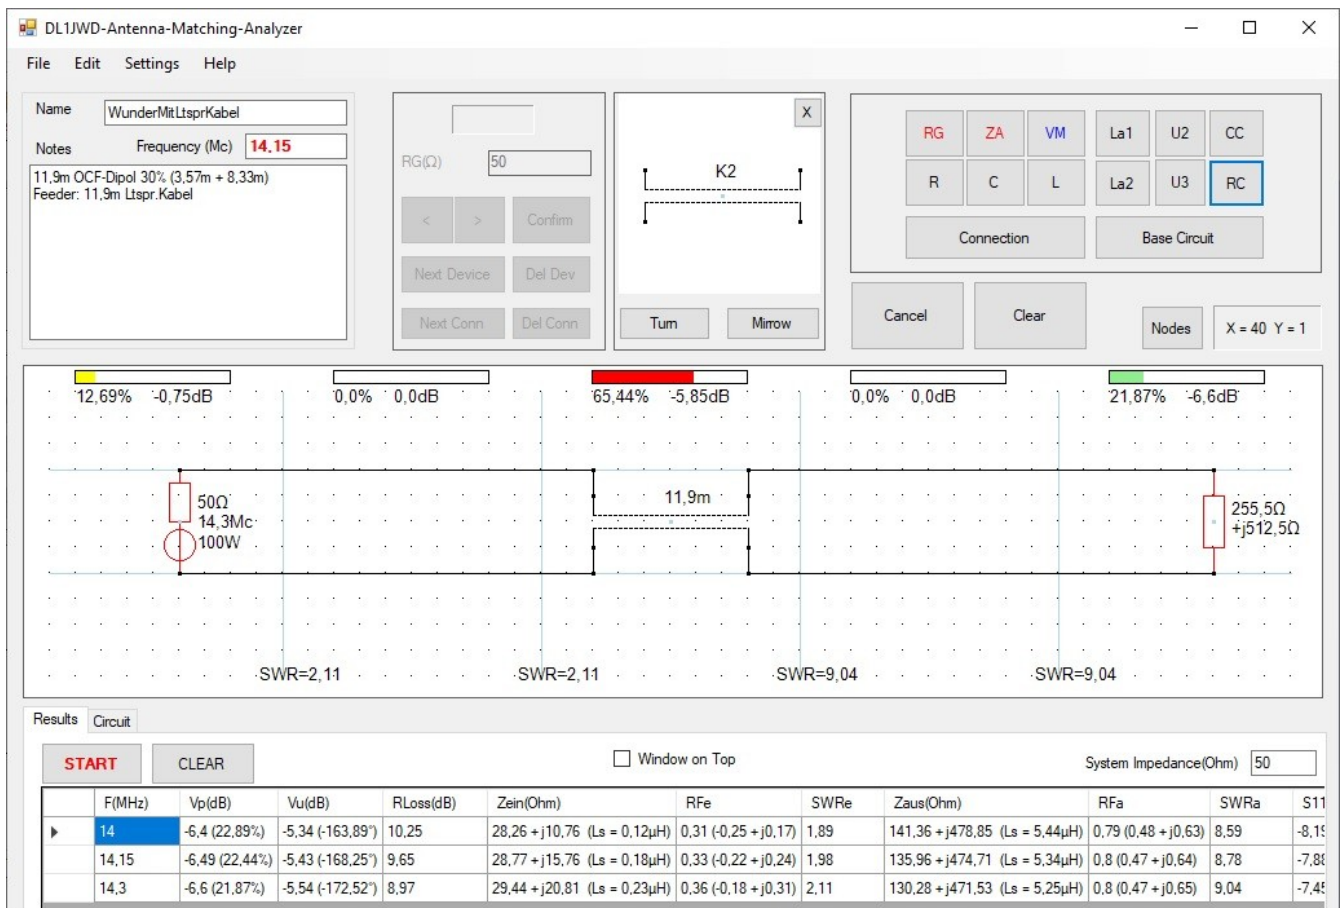 DL1JWD-Antenna-Matching-Analyzer
File Edit Settings Help
Name WunderMitLtsprKabel
Notes Frequency (Mc) 14,15
11,9m OCF-Dipol 30% (3,57m + 8,33m)
Feeder: 11,9m Ltspr.Kabel
RG(Ω) 50
< > Confirm
Next Device Del Dev
Next Conn Del Conn
X
K2
Turn Mirrow
RG ZA VM La1 U2 CC
R C L La2 U3 RC
Connection Base Circuit
Cancel Clear Nodes X = 40 Y = 1
12,69% -0,75dB 0,0% 0,0dB 65,44% -5,85dB 0,0% 0,0dB 21,87% -6,6dB
50Ω
14,3Mc
100W
11,9m
255,5Ω
+j512,5Ω
SWR=2,11 SWR=2,11 SWR=9,04 SWR=9,04
Results Circuit
START CLEAR Window on Top System Impedance(Ohm) 50
F(MHz) Vp(dB) Vu(dB) RLoss(dB) Zein(Ohm) RFe SWRe Zaus(Ohm) RFa SWRa S11
14 -6,4 (22,89%) -5,34 (-163,89°) 10,25 28,26 + j10,76 (Ls = 0,12µH) 0,31 (-0,25 + j0,17) 1,89 141,36 + j478,85 (Ls = 5,44µH) 0,79 (0,48 + j0,63) 8,59 -8,19
14,15 -6,49 (22,44%) -5,43 (-168,25°) 9,65 28,77 + j15,76 (Ls = 0,18µH) 0,33 (-0,22 + j0,24) 1,98 135,96 + j474,71 (Ls = 5,34µH) 0,8 (0,47 + j0,64) 8,78 -7,88
14,3 -6,6 (21,87%) -5,54 (-172,52°) 8,97 29,44 + j20,81 (Ls = 0,23µH) 0,36 (-0,18 + j0,31) 2,11 130,28 + j471,53 (Ls = 5,25µH) 0,8 (0,47 + j0,65) 9,04 -7,45